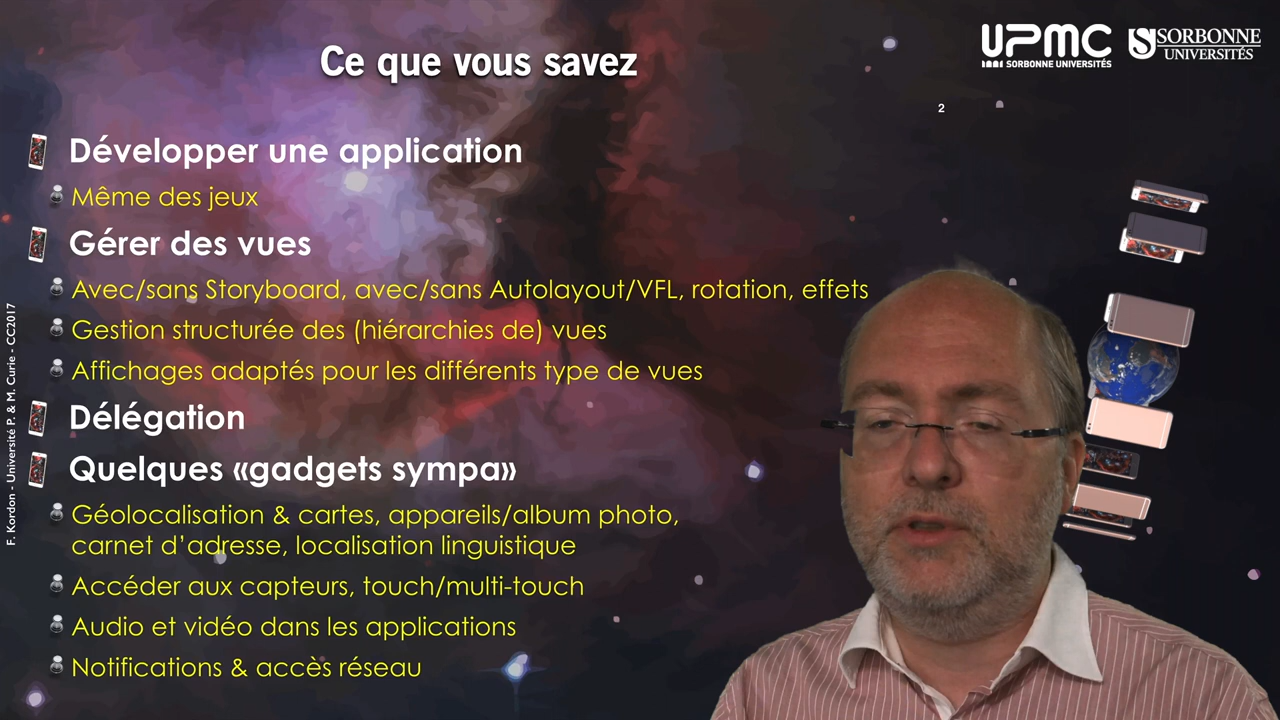 Ce que vous savez
UPMC
SORBONNE UNIVERSITÉS
SORBONNE
UNIVERSITÉS
2
Développer une application
Même des jeux
Gérer des vues
Avec/sans Storyboard, avec/sans Autolayout/VFL, rotation, effets
Gestion structurée des (hiérarchies de) vues
Affichages adaptés pour les différents type de vues
Délégation
Quelques «gadgets sympa»
Géolocalisation & cartes, appareils/album photo,
carnet d’adresse, localisation linguistique
Accéder aux capteurs, touch/multi-touch
Audio et vidéo dans les applications
Notifications & accès réseau
F. Kordon - Université P. & M. Curie - CC2017